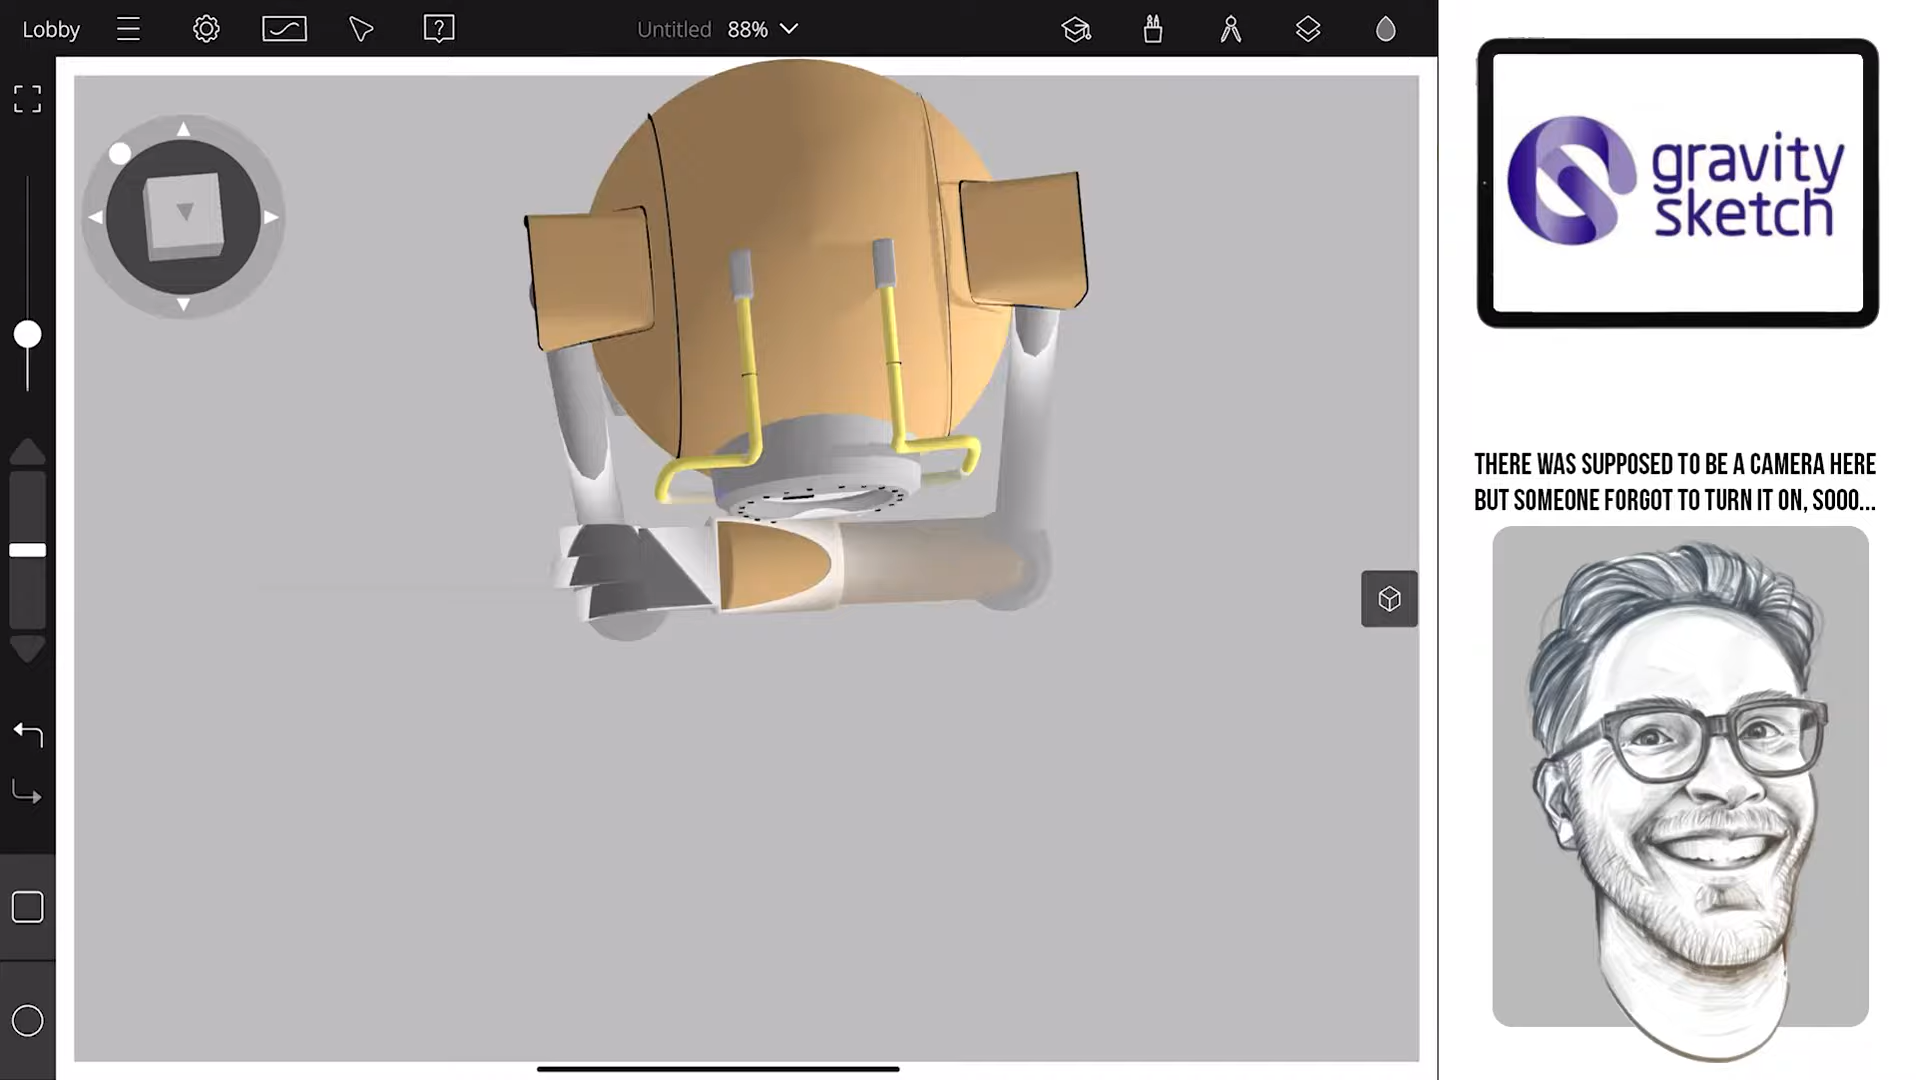 Lobby
?
Untitled 88%
gravity
sketch
THERE WAS SUPPOSED TO BE A CAMERA HERE
BUT SOMEONE FORGOT TO TURN IT ON, SOOO...